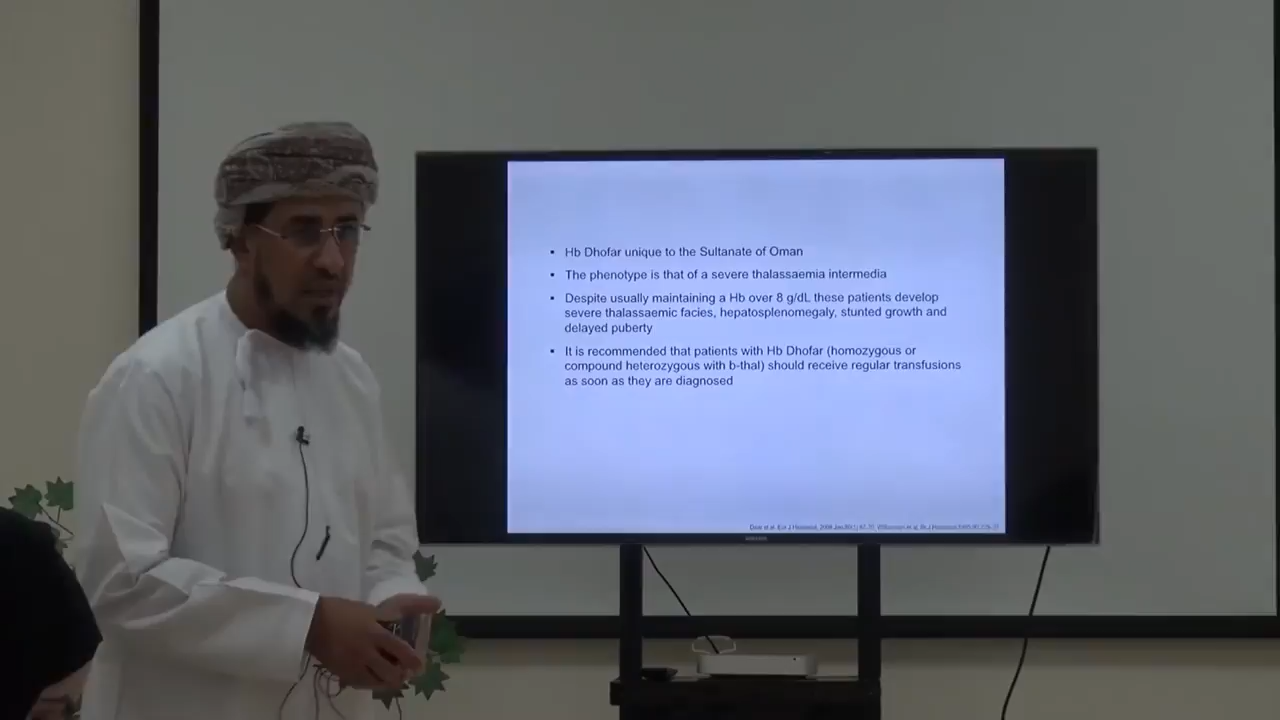 ▪ Hb Dhofar unique to the Sultanate of Oman
▪ The phenotype is that of a severe thalassaemia intermedia
▪ Despite usually maintaining a Hb over 8 g/dL these patients develop
severe thalassaemic facies, hepatosplenomegaly, stunted growth and
delayed puberty
▪ It is recommended that patients with Hb Dhofar (homozygous or
compound heterozygous with b-thal) should receive regular transfusions
as soon as they are diagnosed